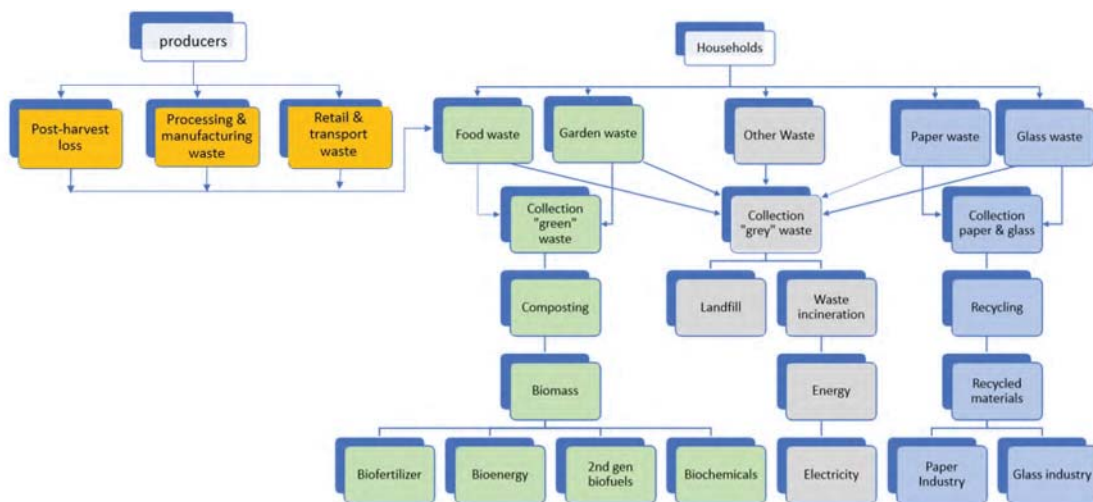 producers
Households
Post-harvest
loss
Processing &
manufacturing
waste
Retail &
transport
waste
Food waste
Garden waste
Other Waste
Paper waste
Glass waste
Collection
"green"
waste
Collection
"grey" waste
Collection
paper & glass
Composting
Landfill
Waste
incineration
Recycling
Biomass
Energy
Recycled
materials
Biofertilizer
Bioenergy
2nd gen
biofuels
Biochemicals
Electricity
Paper
Industry
Glass industry